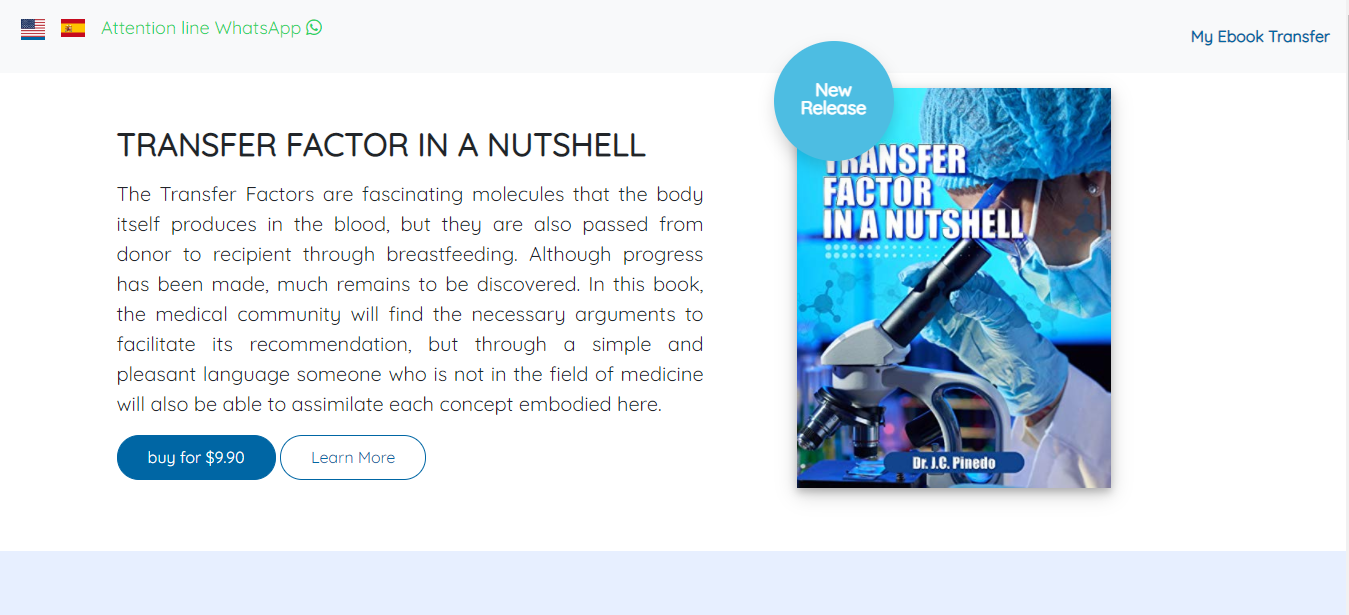 Attention line WhatsApp
My Ebook Transfer
New
Release
TRANSFER FACTOR IN A NUTSHELL
The Transfer Factors are fascinating molecules that the body
itself produces in the blood, but they are also passed from
donor to recipient through breastfeeding. Although progress
has been made, much remains to be discovered. In this book,
the medical community will find the necessary arguments to
facilitate its recommendation, but through a simple and
pleasant language someone who is not in the field of medicine
will also be able to assimilate each concept embodied here.
buy for $9.90
Learn More
TRANSFER
FACTOR
IN A NUTSHELL
Dr. J.C. Pinedo